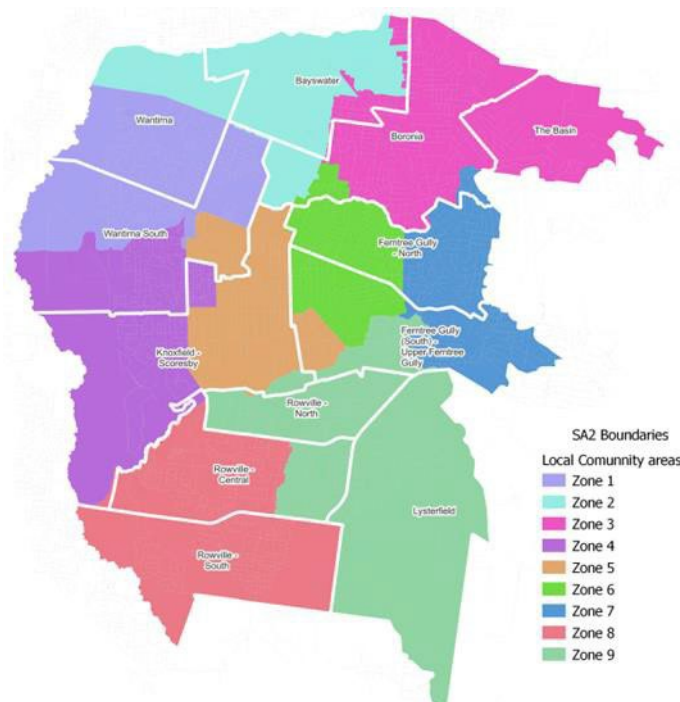 Bayswater
Wantirna
Boronia
The Basin
Wantirna South
Ferntree Gully
- North
Ferntree Gully
(South) -
Upper Ferntree
Gully
Knoxfield -
Scoresby
Rowville -
North
Rowville -
Central
Lysterfield
Rowville -
South
SA2 Boundaries
Local Comunnity areas
Zone 1
Zone 2
Zone 3
Zone 4
Zone 5
Zone 6
Zone 7
Zone 8
Zone 9